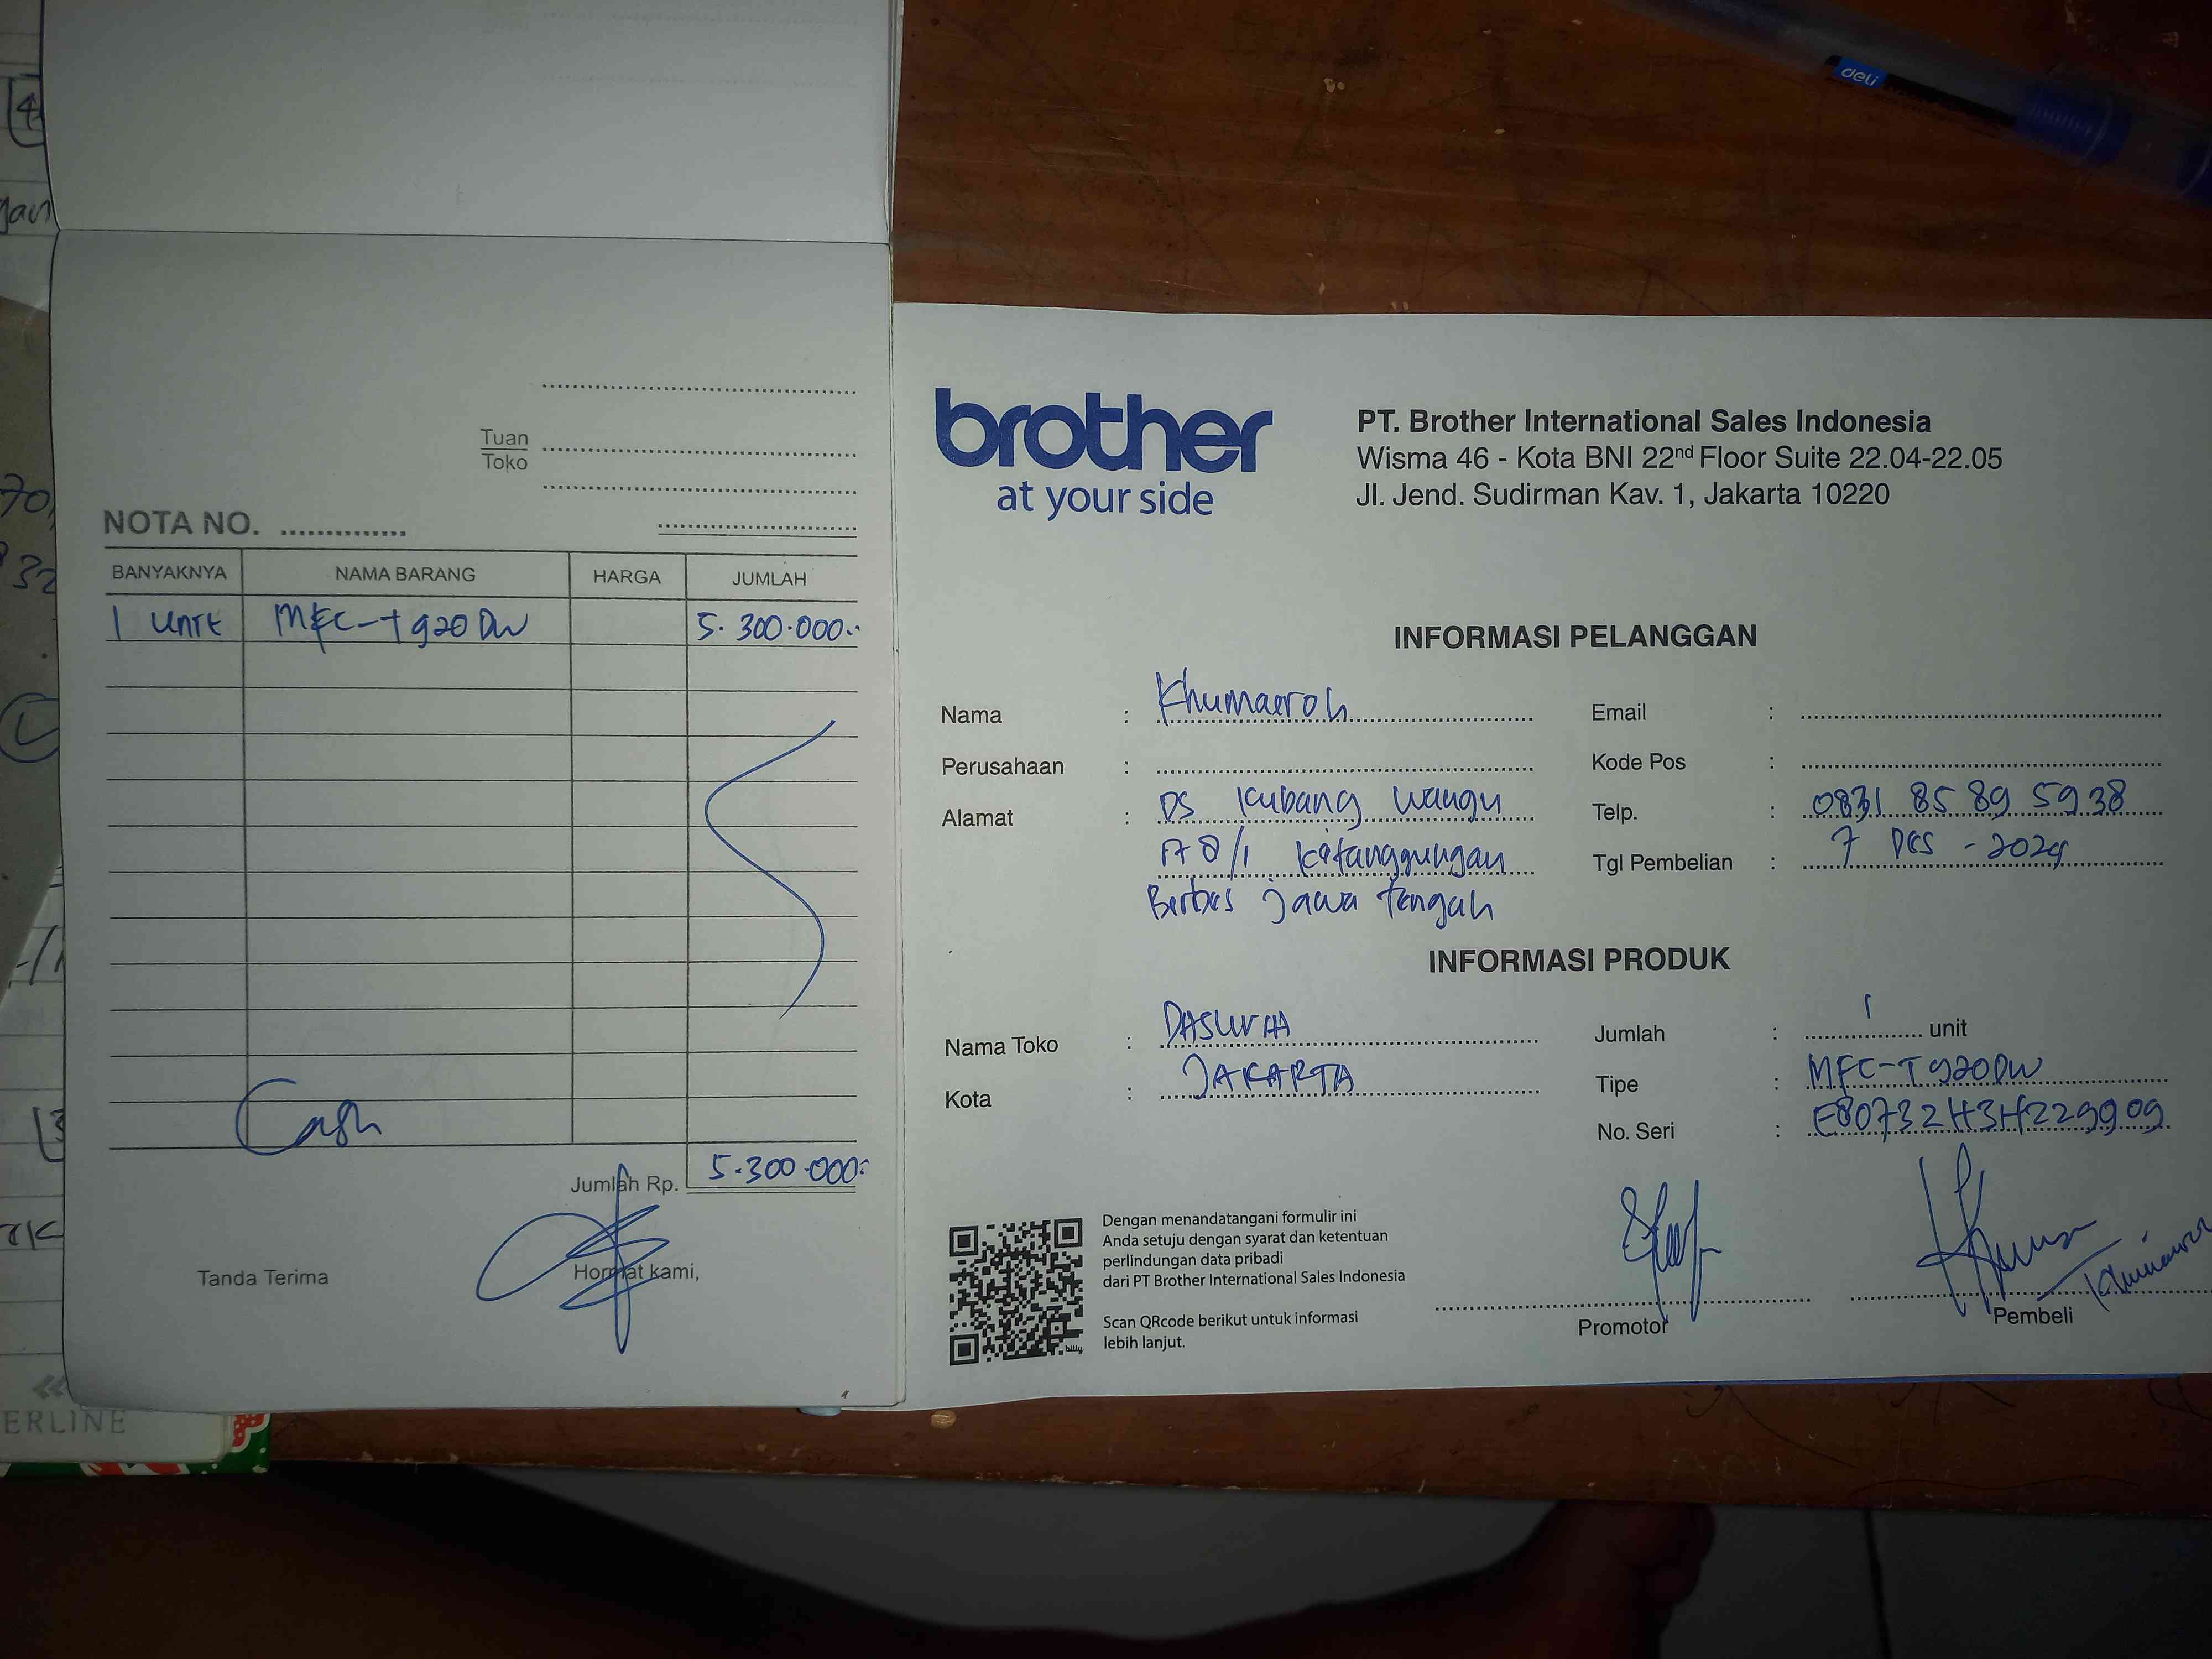 deli
Tuan
Toko
NOTA NO. ..............
BANYAKNYA NAMA BARANG HARGA JUMLAH
1 unit MFC-T920DW 5.300.000.-
Cash
Jumlah Rp. 5.300.000.-
Tanda Terima Hormat kami,
ERLINE
brother
at your side
PT. Brother International Sales Indonesia
Wisma 46 - Kota BNI 22nd Floor Suite 22.04-22.05
Jl. Jend. Sudirman Kav. 1, Jakarta 10220
INFORMASI PELANGGAN
Nama : Khumaeroh
Perusahaan :
Alamat : DS Kubang Wungu
8/1 Ketanggungan
Berbes Jawa Tengah
Email :
Kode Pos :
Telp. : 0831 85 89 5938
Tgl Pembelian : 7 Des - 2024
INFORMASI PRODUK
Nama Toko :
Kota : JAKARTA
Jumlah : 1 unit
Tipe : MFC-T920DW
No. Seri : E80732H3H229909
Dengan menandatangani formulir ini
Anda setuju dengan syarat dan ketentuan
perlindungan data pribadi
dari PT Brother International Sales Indonesia
Scan QRcode berikut untuk informasi
lebih lanjut.
bitly
Promotor
Pembeli